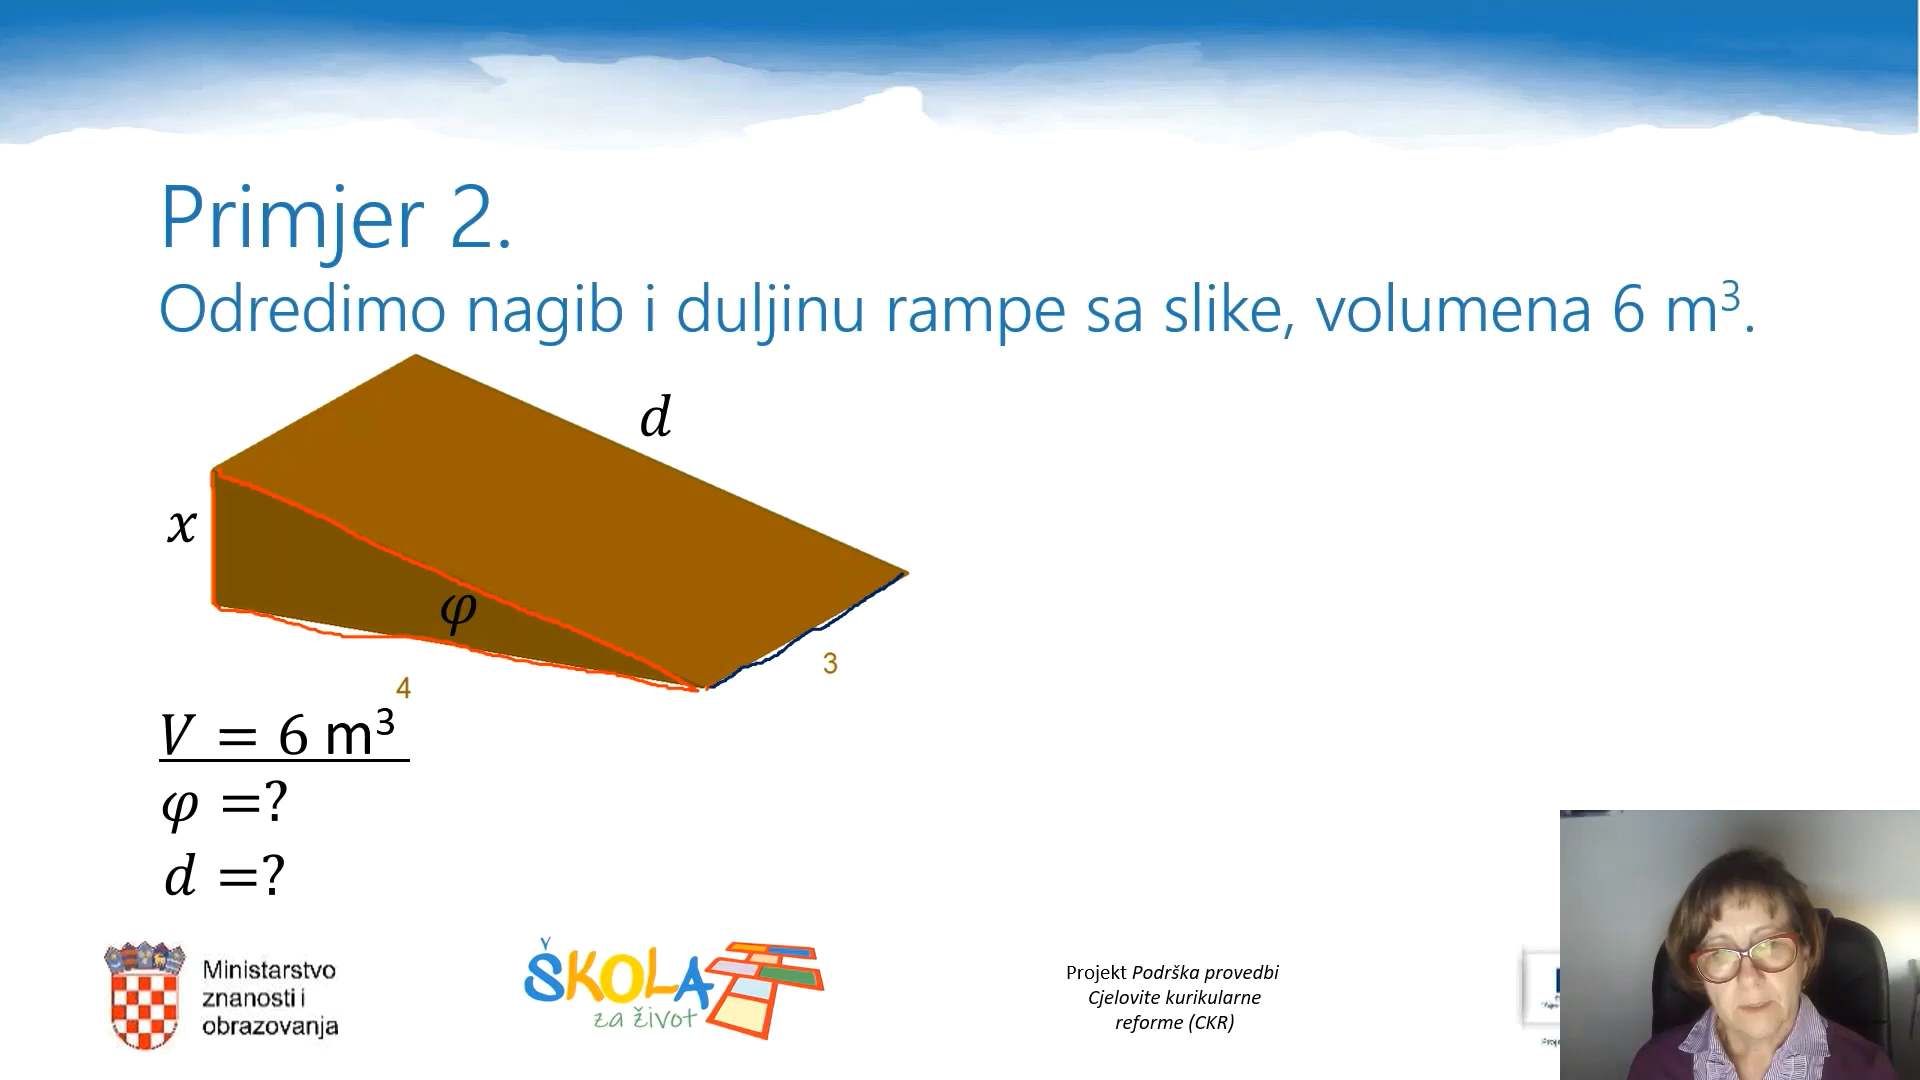 Primjer 2.
Odredimo nagib i duljinu rampe sa slike, volumena 6 m³.
d
x
φ
3
4
V = 6 m³
φ =?
d =?
Ministarstvo
znanosti i
obrazovanja
ŠKOLA
za život
Projekt Podrška provedbi
Cjelovite kurikularne
reforme (CKR)